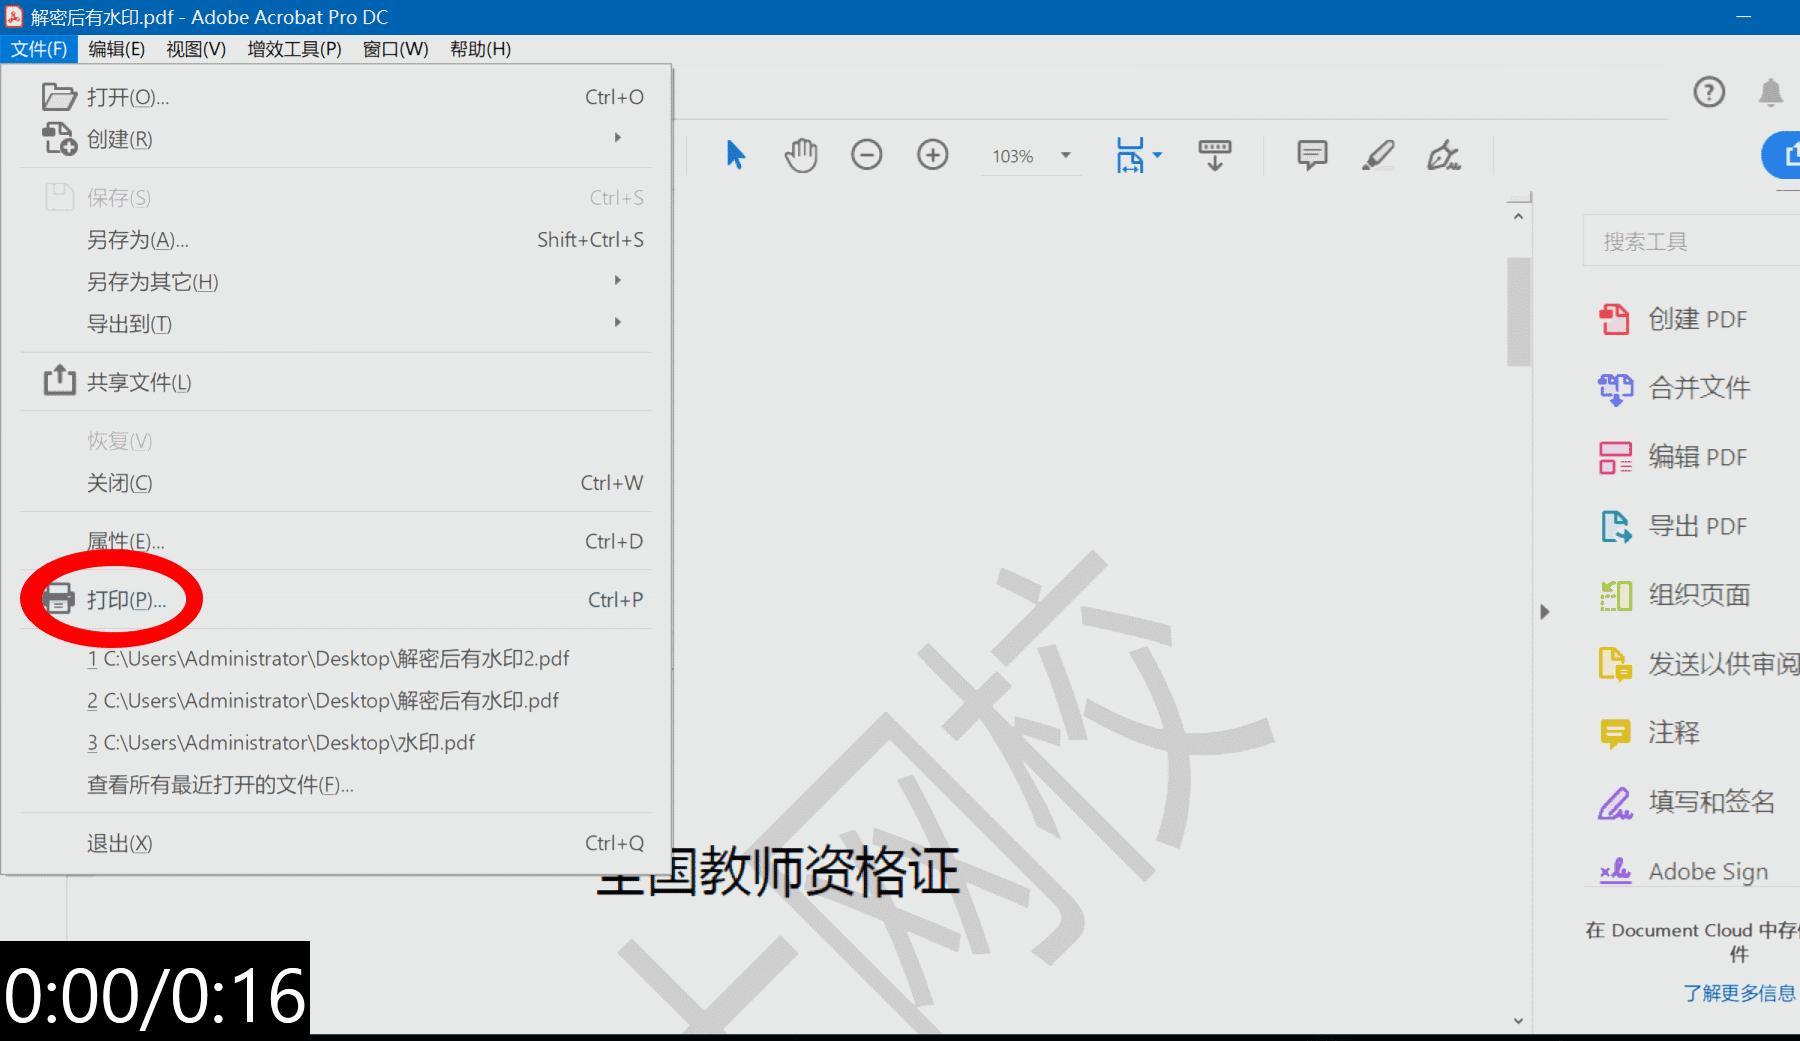 解密后有水印.pdf - Adobe Acrobat Pro DC
文件(F) 编辑(E) 视图(V) 增效工具(P) 窗口(W) 帮助(H)
打开(O)... Ctrl+O
创建(R)
保存(S) Ctrl+S
另存为(A)... Shift+Ctrl+S
另存为其它(H)
导出到(T)
共享文件(L)
恢复(V)
关闭(C) Ctrl+W
属性(E)... Ctrl+D
打印(P)... Ctrl+P
1 C:\Users\Administrator\Desktop\解密后有水印2.pdf
2 C:\Users\Administrator\Desktop\解密后有水印.pdf
3 C:\Users\Administrator\Desktop\水印.pdf
查看所有最近打开的文件(F)...
退出(X) Ctrl+Q
103%
网校
全国教师资格证
搜索工具
创建 PDF
合并文件
编辑 PDF
导出 PDF
组织页面
发送以供审阅
注释
填写和签名
Adobe Sign
在 Document Cloud 中存
件
了解更多信息
0:00/0:16